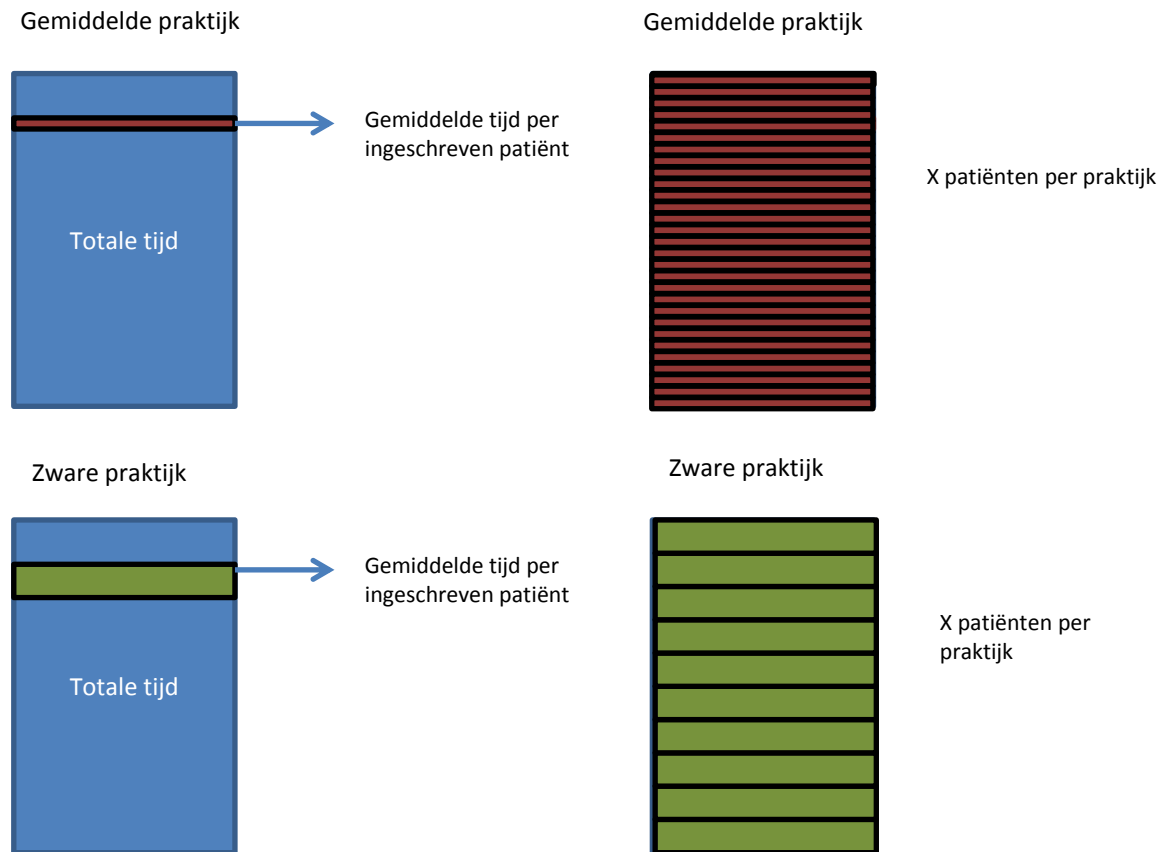 Gemiddelde praktijk
Gemiddelde praktijk
Gemiddelde tijd per
ingeschreven patiënt
X patiënten per praktijk
Totale tijd
Zware praktijk
Zware praktijk
Gemiddelde tijd per
ingeschreven patiënt
X patiënten per
praktijk
Totale tijd